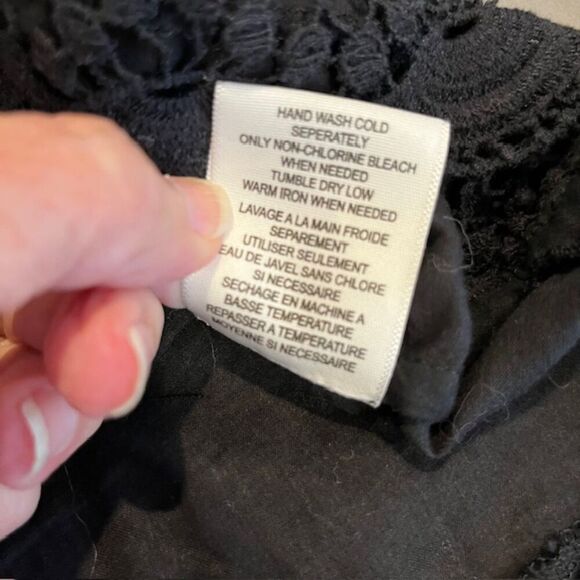 HAND WASH COLD
SEPERATELY
ONLY NON-CHLORINE BLEACH
WHEN NEEDED
TUMBLE DRY LOW
WARM IRON WHEN NEEDED
LAVAGE A LA MAIN FROIDE
SEPAREMENT
UTILISER SEULEMENT
EAU DE JAVEL SANS CHLORE
SI NECESSAIRE
SECHAGE EN MACHINE A
BASSE TEMPERATURE
REPASSER A TEMPERATURE
MOYENNE SI NECESSAIRE